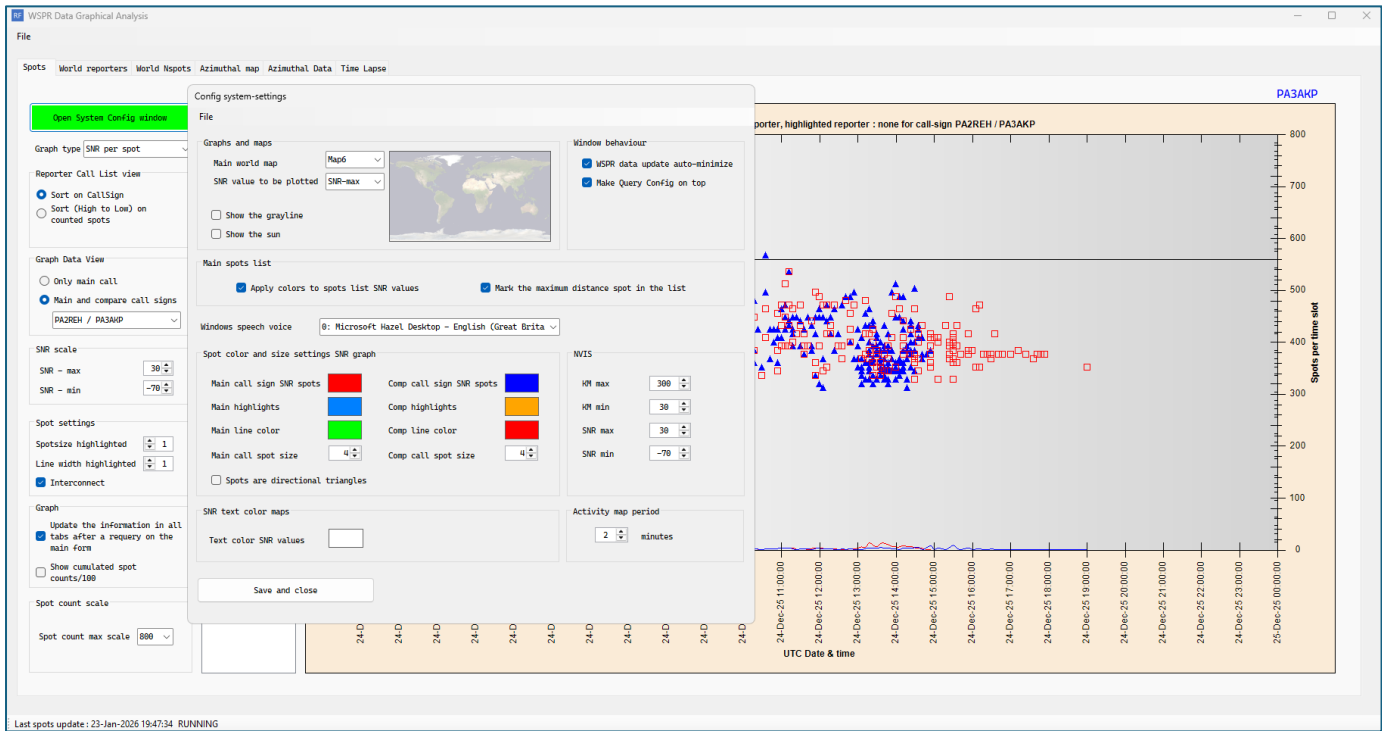 RF WSPR Data Graphical Analysis
File
Spots World reporters World Nspots Azimuthal map Azimuthal Data Time Lapse
PA3AKP
Open System Config window
Graph type SNR per spot
Reporter Call List view
Sort on CallSign
Sort (High to Low) on
counted spots
Graph Data View
Only main call
Main and compare call signs
PA2REH / PA3AKP
SNR scale
SNR - max 30
SNR - min -70
Spot settings
Spotsize highlighted 1
Line width highlighted 1
Interconnect
Graph
Update the information in all
tabs after a requery on the
main form
Show cumulated spot
counts/100
Spot count scale
Spot count max scale 800
Config system-settings
File
Graphs and maps
Main world map Map6
SNR value to be plotted SNR-max
Show the grayline
Show the sun
Window behaviour
WSPR data update auto-minimize
Make Query Config on top
Main spots list
Apply colors to spots list SNR values
Mark the maximum distance spot in the list
Windows speech voice 0: Microsoft Hazel Desktop - English (Great Brita
Spot color and size settings SNR graph
Main call sign SNR spots Comp call sign SNR spots
Main highlights Comp highlights
Main line color Comp line color
Main call spot size 4 Comp call spot size 4
Spots are directional triangles
NVIS
KM max 300
KM min 30
SNR max 30
SNR min -70
SNR text color maps
Text color SNR values
Activity map period
2 minutes
Save and close
porter, highlighted reporter : none for call-sign PA2REH / PA3AKP
800
700
600
500
400
300
200
100
0
Spots per time slot
24-D
24-D
24-D
24-D
24-D
24-D
24-D
24-D
24-D
24-D
24-D
24-Dec-25 11:00:00
24-Dec-25 12:00:00
24-Dec-25 13:00:00
24-Dec-25 14:00:00
24-Dec-25 15:00:00
24-Dec-25 16:00:00
24-Dec-25 17:00:00
24-Dec-25 18:00:00
24-Dec-25 19:00:00
24-Dec-25 20:00:00
24-Dec-25 21:00:00
24-Dec-25 22:00:00
24-Dec-25 23:00:00
25-Dec-25 00:00:00
UTC Date & time
Last spots update : 23-Jan-2026 19:47:34 RUNNING